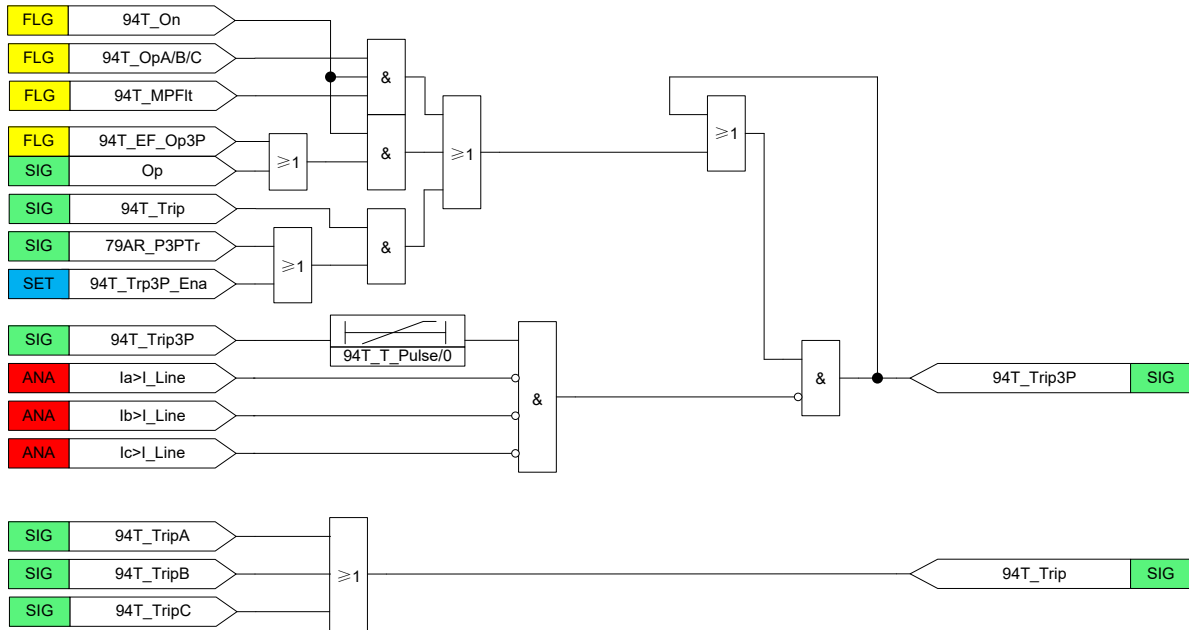 FLG 94T_On
FLG 94T_OpA/B/C
&
FLG 94T_MPFlt
≥1
FLG 94T_EF_Op3P
&
≥1
≥1
SIG Op
SIG 94T_Trip
SIG 79AR_P3PTr
&
≥1
SET 94T_Trp3P_Ena
SIG 94T_Trip3P
94T_T_Pulse/0
ANA Ia>I_Line
&
94T_Trip3P SIG
&
ANA Ib>I_Line
ANA Ic>I_Line
SIG 94T_TripA
SIG 94T_TripB
≥1
94T_Trip SIG
SIG 94T_TripC